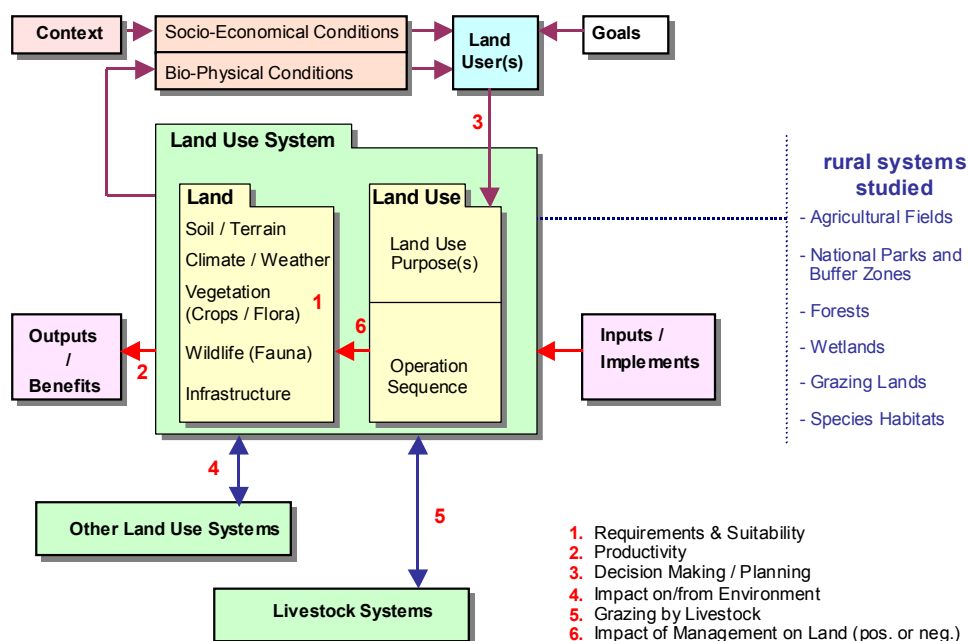 Context
Socio-Economical Conditions
Bio-Physical Conditions
Land
User(s)
Goals
3
Land Use System
Land
Soil / Terrain
Climate / Weather
Vegetation
(Crops / Flora)
1
Wildlife (Fauna)
Infrastructure
6
Land Use
Land Use
Purpose(s)
Operation
Sequence
Outputs
/
Benefits
2
Inputs /
Implements
rural systems
studied
- Agricultural Fields
- National Parks and
Buffer Zones
- Forests
- Wetlands
- Grazing Lands
- Species Habitats
4
Other Land Use Systems
5
Livestock Systems
1. Requirements & Suitability
2. Productivity
3. Decision Making / Planning
4. Impact on/from Environment
5. Grazing by Livestock
6. Impact of Management on Land (pos. or neg.)